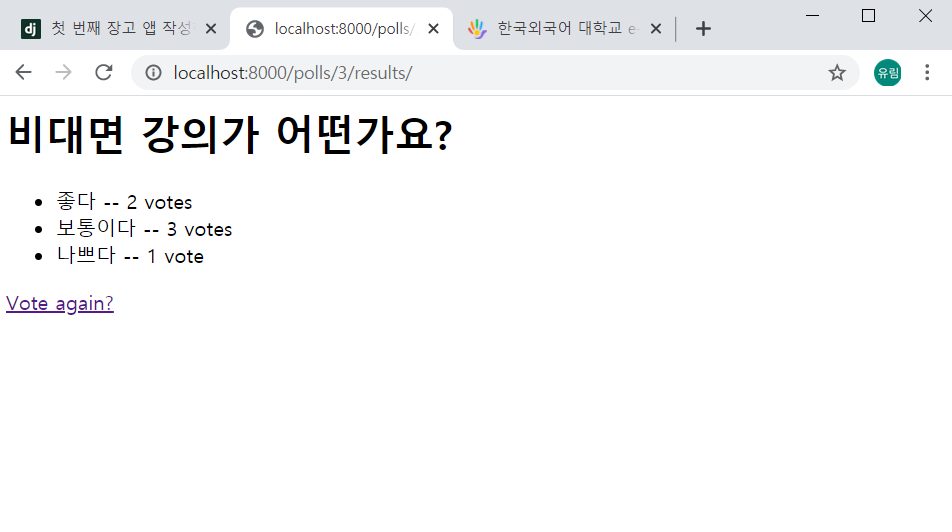 dj
첫 번째 장고 앱 작성
localhost:8000/polls/
한국외국어 대학교 e-
localhost:8000/polls/3/results/
유림
비대면 강의가 어떤가요?
좋다 -- 2 votes
보통이다 -- 3 votes
나쁘다 -- 1 vote
Vote again?